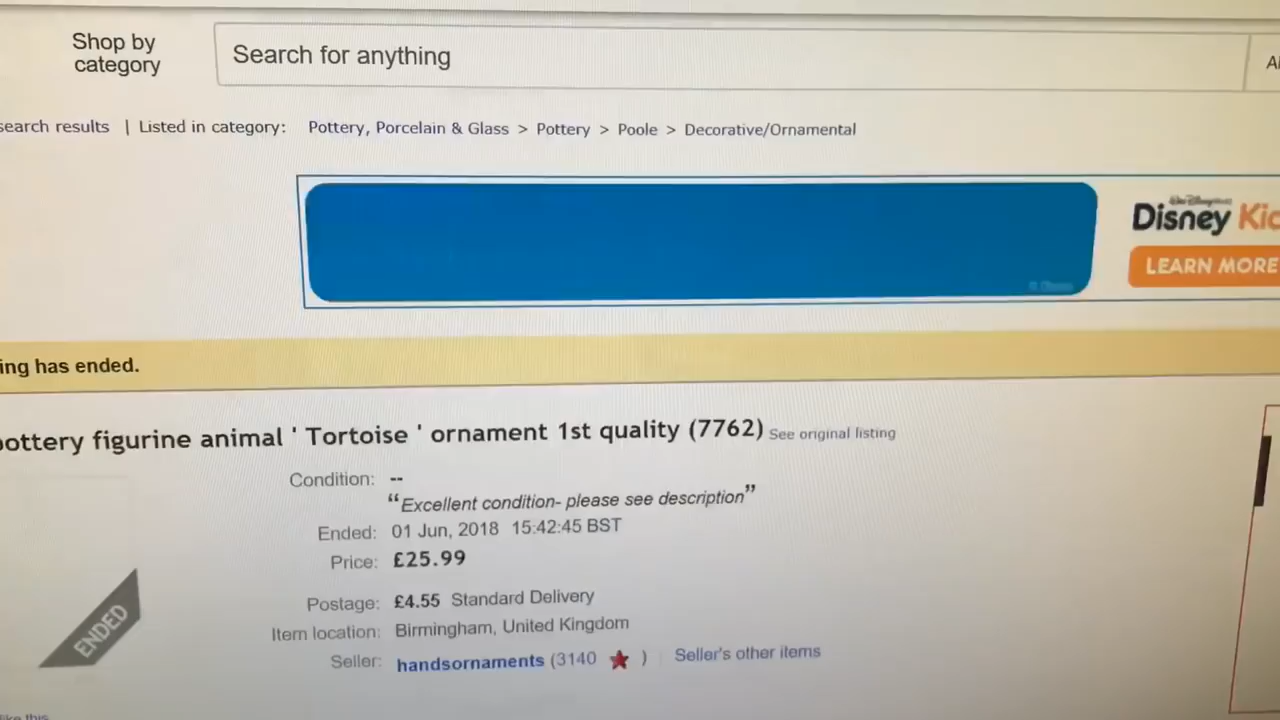 Shop by
category
Search for anything
search results | Listed in category: Pottery, Porcelain & Glass > Pottery > Poole > Decorative/Ornamental
Disney
LEARN MORE
has ended.
pottery figurine animal ' Tortoise ' ornament 1st quality (7762) See original listing
Condition: --
“Excellent condition- please see description”
Ended: 01 Jun, 2018 15:42:45 BST
Price: £25.99
ENDED
Postage: £4.55 Standard Delivery
Item location: Birmingham, United Kingdom
Seller: handsornaments (3140 ) | Seller's other items
like this